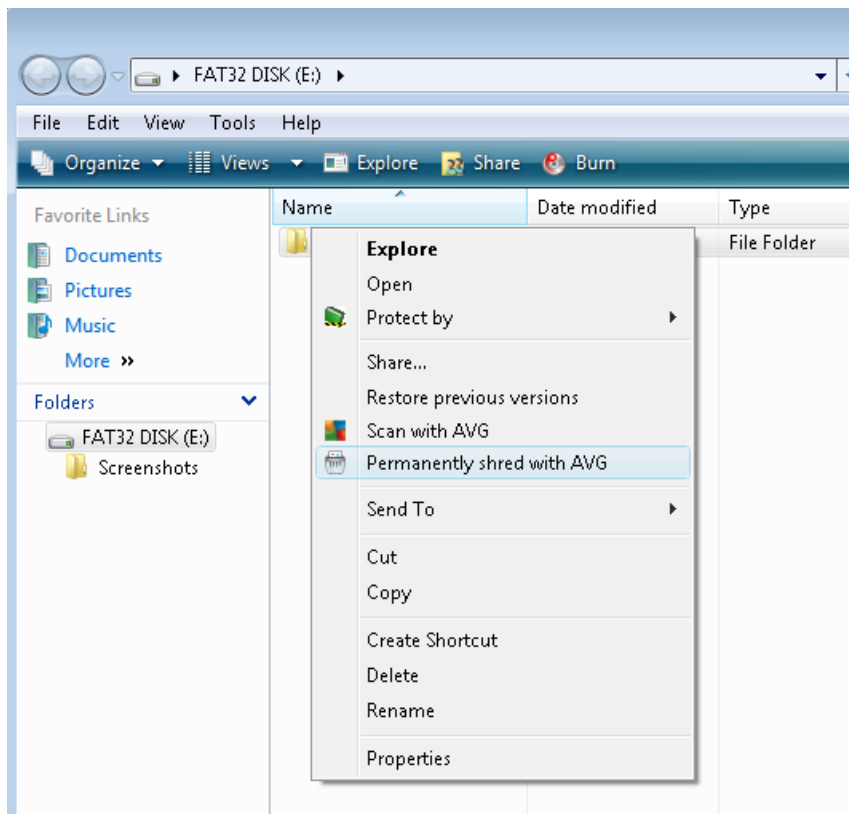 FAT32 DISK (E:)
File Edit View Tools Help
Organize Views Explore Share Burn
Favorite Links
Documents
Pictures
Music
More »
Folders
FAT32 DISK (E:)
Screenshots
Name Date modified Type
File Folder
Explore
Open
Protect by
Share...
Restore previous versions
Scan with AVG
Permanently shred with AVG
Send To
Cut
Copy
Create Shortcut
Delete
Rename
Properties